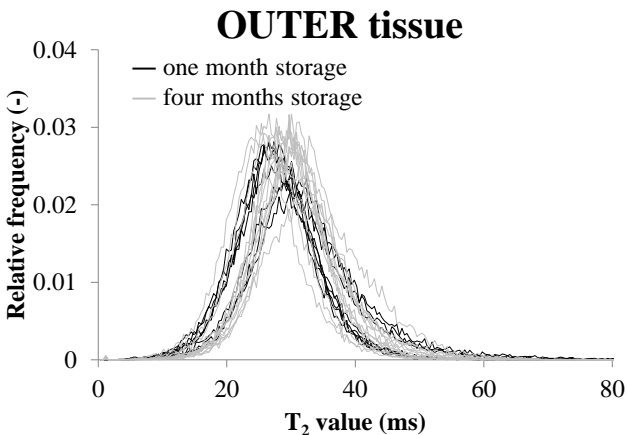 OUTER tissue
0.04
one month storage
four months storage
0.03
0.02
0.01
0
Relative frequency (-)
0 20 40 60 80
T₂ value (ms)